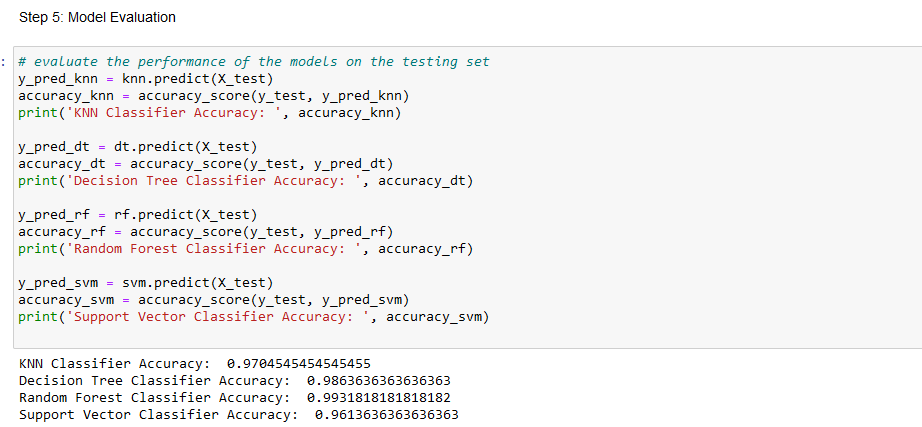 Step 5: Model Evaluation
: # evaluate the performance of the models on the testing set
y_pred_knn = knn.predict(X_test)
accuracy_knn = accuracy_score(y_test, y_pred_knn)
print('KNN Classifier Accuracy: ', accuracy_knn)
y_pred_dt = dt.predict(X_test)
accuracy_dt = accuracy_score(y_test, y_pred_dt)
print('Decision Tree Classifier Accuracy: ', accuracy_dt)
y_pred_rf = rf.predict(X_test)
accuracy_rf = accuracy_score(y_test, y_pred_rf)
print('Random Forest Classifier Accuracy: ', accuracy_rf)
y_pred_svm = svm.predict(X_test)
accuracy_svm = accuracy_score(y_test, y_pred_svm)
print('Support Vector Classifier Accuracy: ', accuracy_svm)
KNN Classifier Accuracy:  0.9704545454545455
Decision Tree Classifier Accuracy:  0.9863636363636363
Random Forest Classifier Accuracy:  0.9931818181818182
Support Vector Classifier Accuracy:  0.9613636363636363